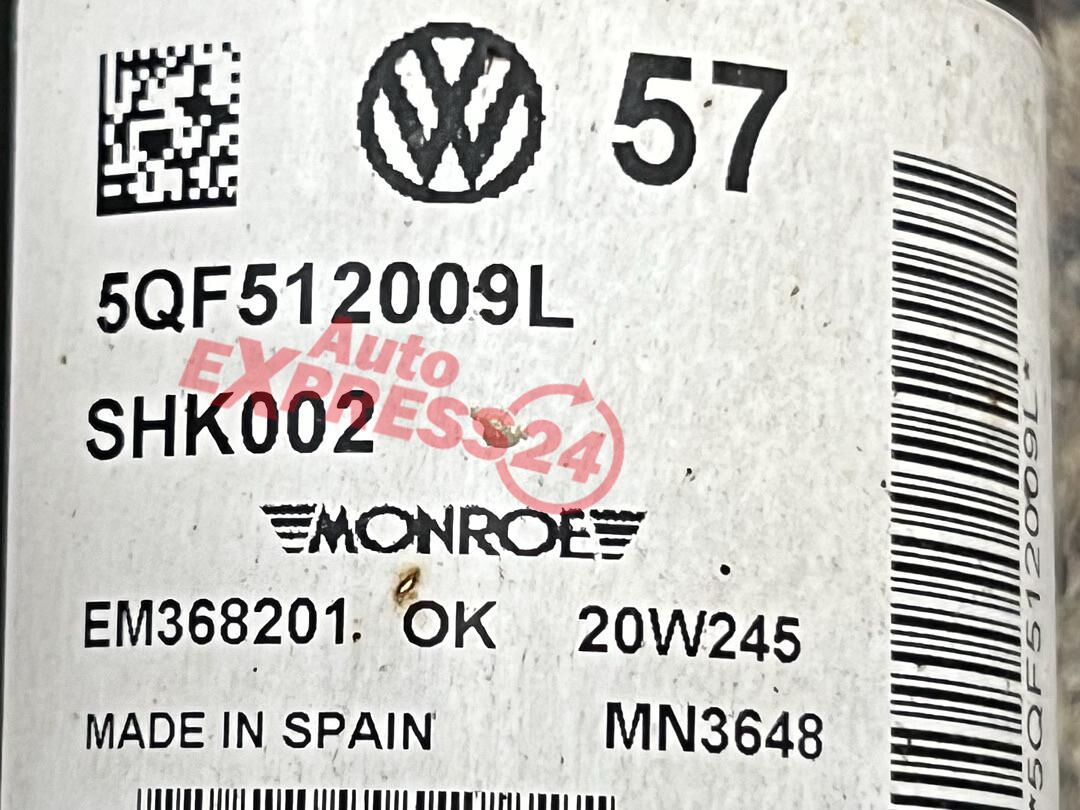 57
5QF512009L
SHK002
Auto
EXPRESS24
MONROE
EM368201. OK 20W245
MADE IN SPAIN MN3648
*5QF512009L*